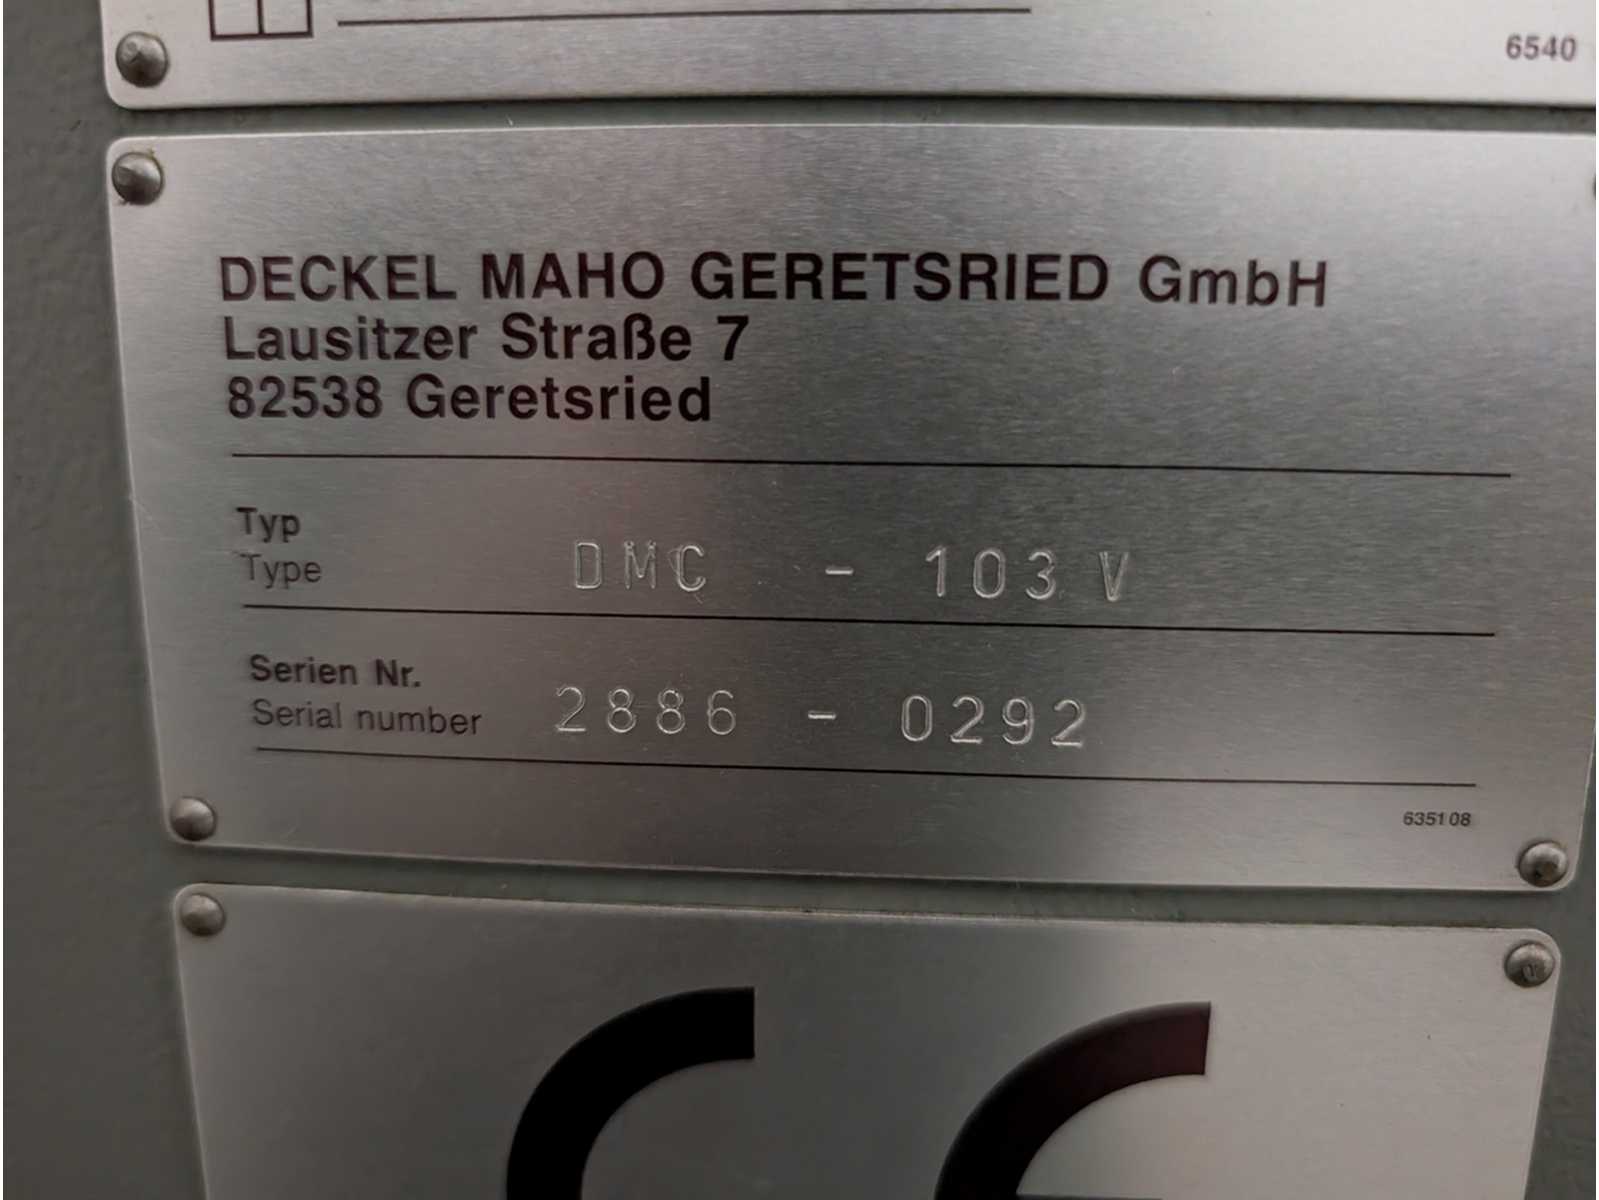 6540
DECKEL MAHO GERETSRIED GmbH
Lausitzer Straße 7
82538 Geretsried
Typ
Type DMC - 103 V
Serien Nr.
Serial number 2886 - 0292
635108
CE